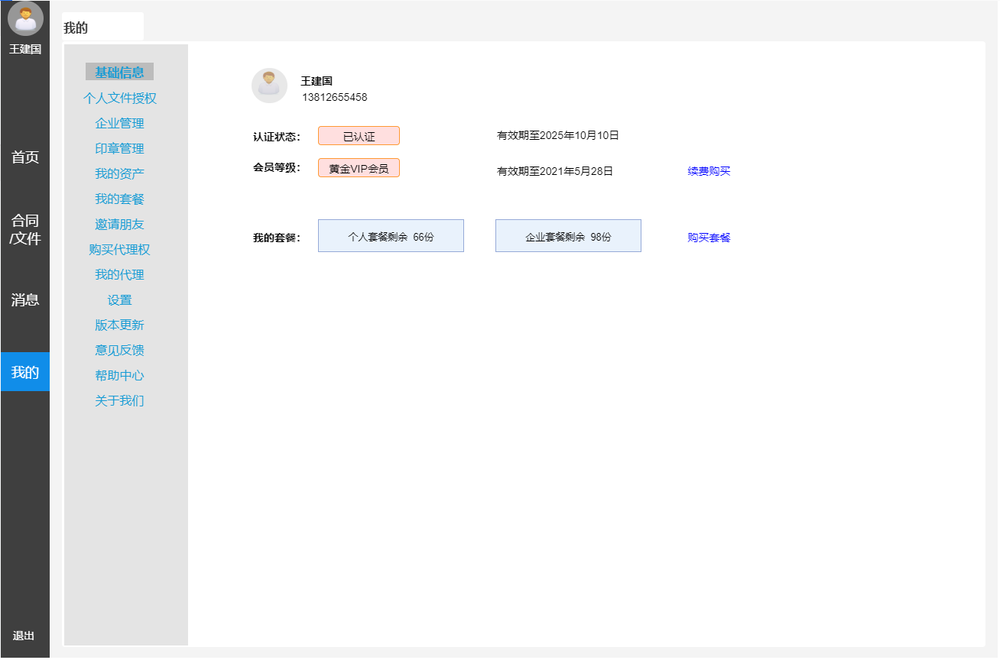 王建国
首页
合同
/文件
消息
我的
退出
我的
基础信息
个人文件授权
企业管理
印章管理
我的资产
我的套餐
邀请朋友
购买代理权
我的代理
设置
版本更新
意见反馈
帮助中心
关于我们
王建国
13812655458
认证状态： 已认证 有效期至2025年10月10日
会员等级： 黄金VIP会员 有效期至2021年5月28日 续费购买
我的套餐： 个人套餐剩余 66份 企业套餐剩余 98份 购买套餐